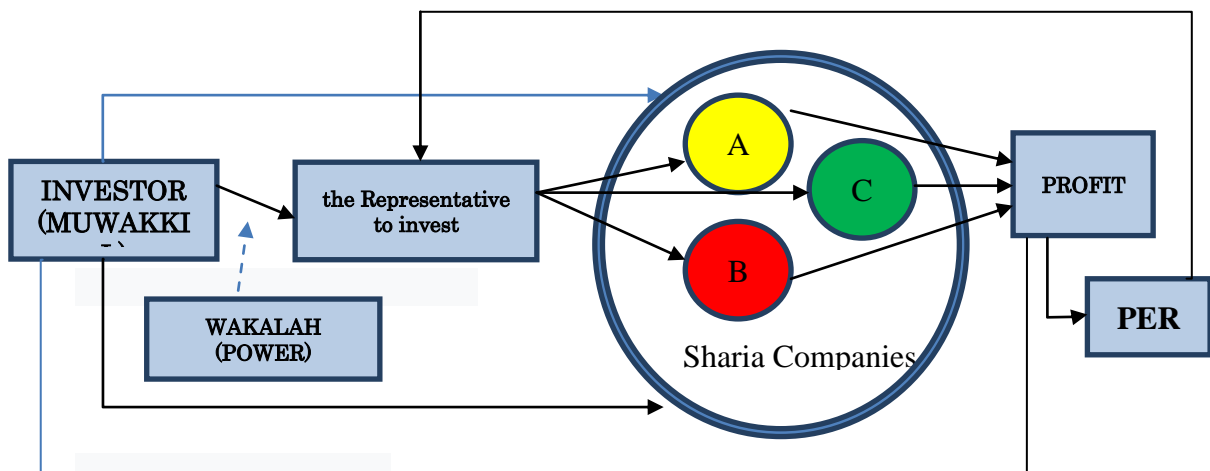 INVESTOR
(MUWAKKI
the Representative
to invest
WAKALAH
(POWER)
A
C
B
Sharia Companies
PROFIT
PER